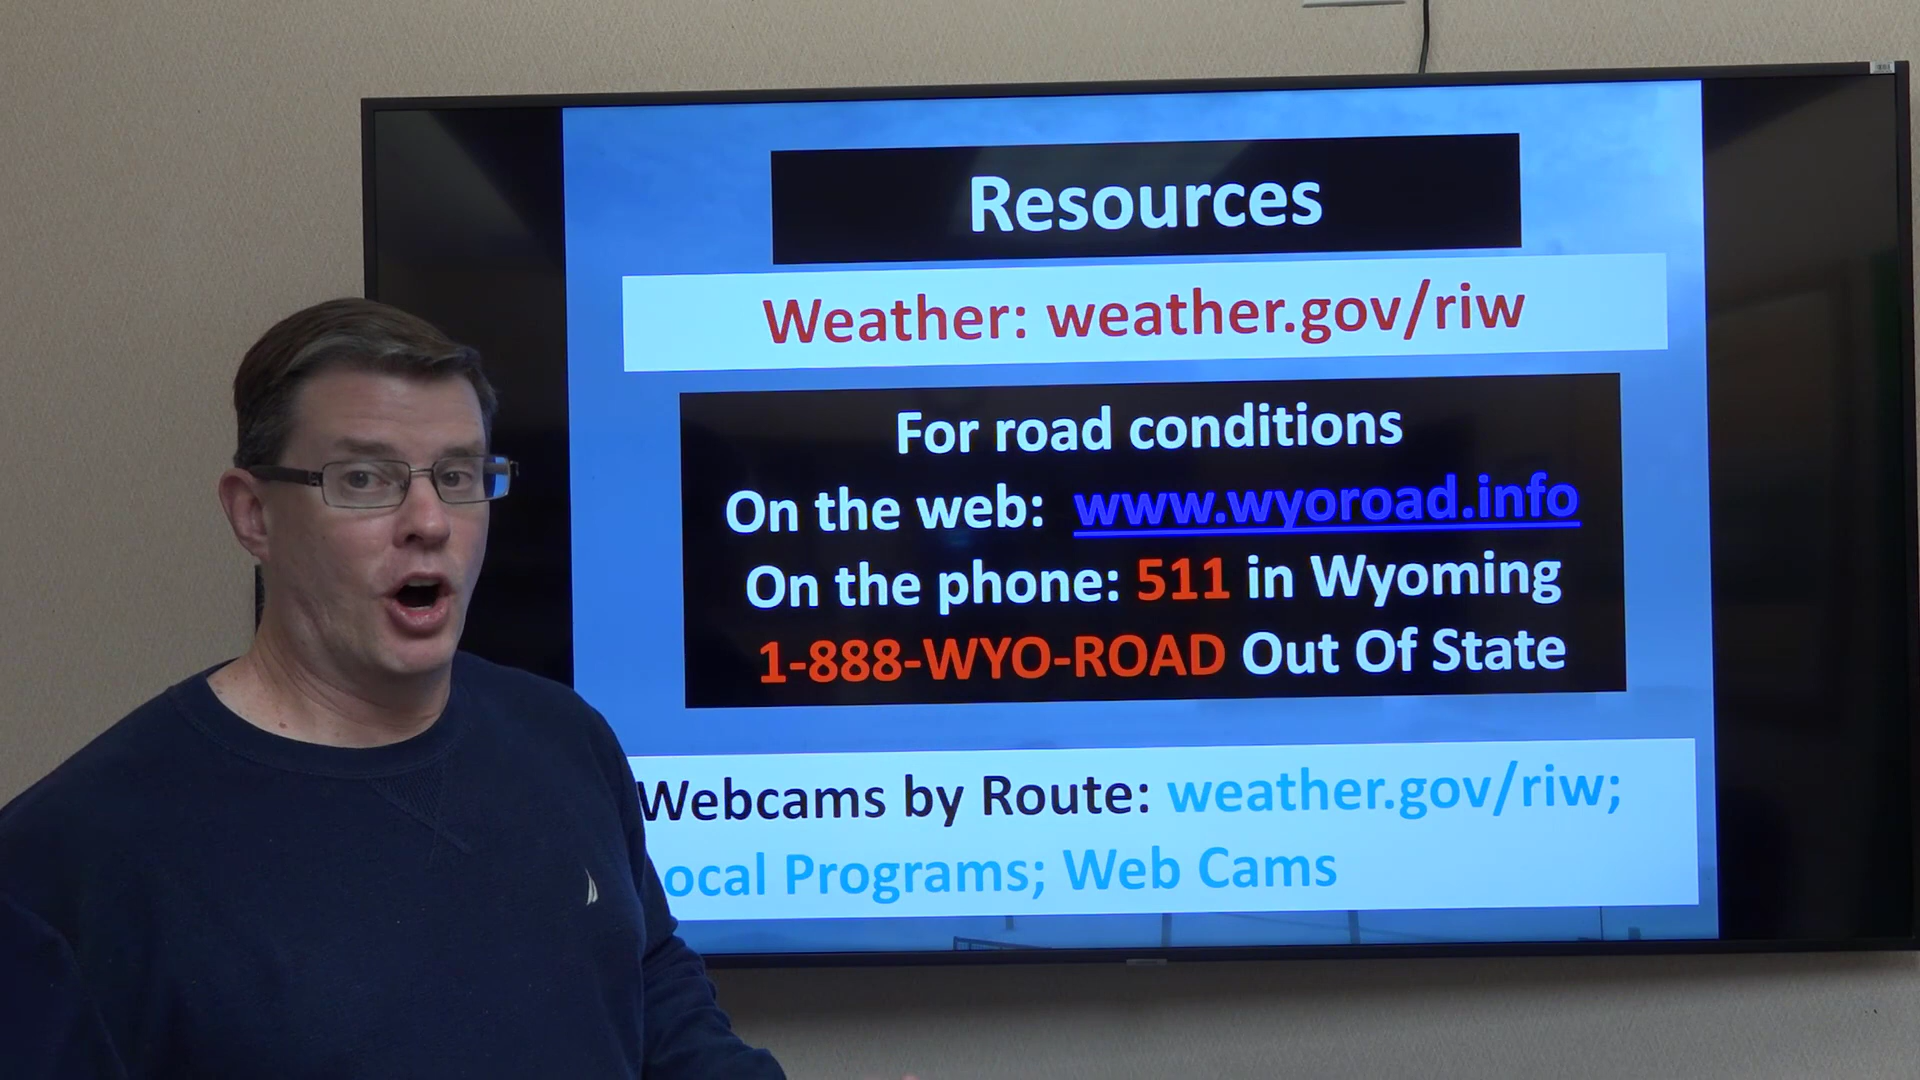 Resources
Weather: weather.gov/riw
For road conditions
On the web: www.wyoroad.info
On the phone: 511 in Wyoming
1-888-WYO-ROAD Out Of State
Webcams by Route: weather.gov/riw;
ocal Programs; Web Cams